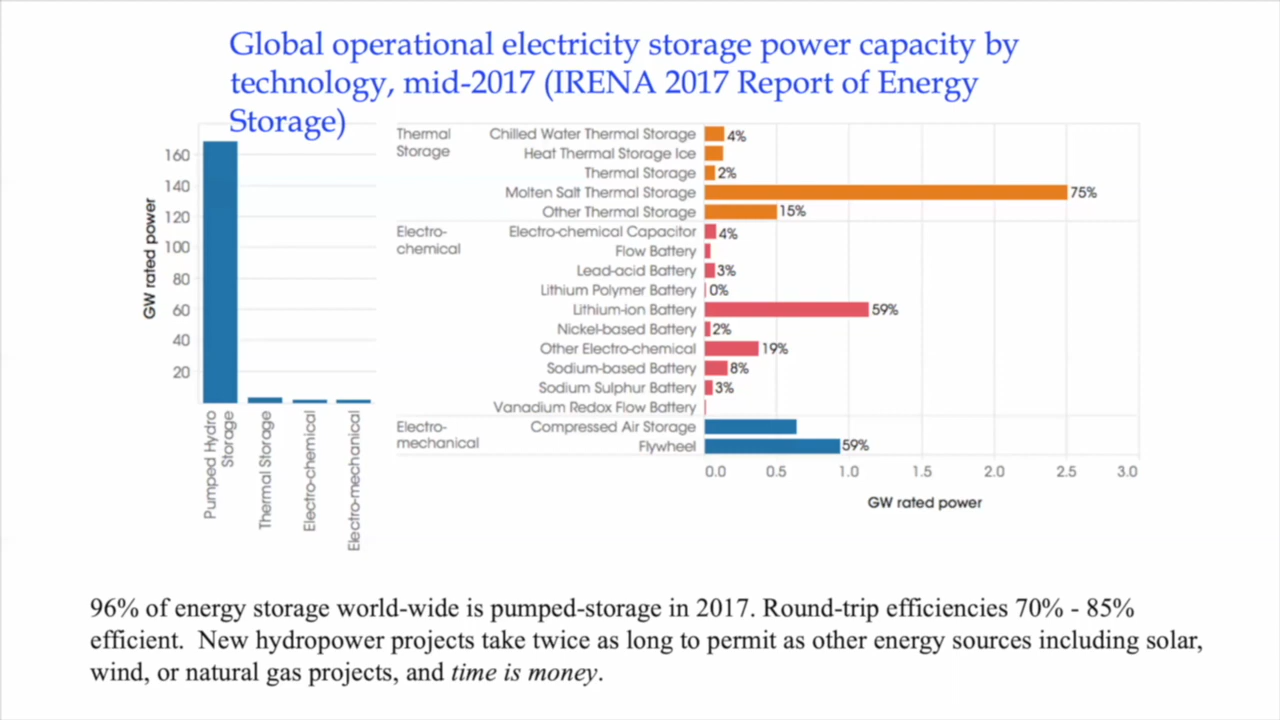 Global operational electricity storage power capacity by
technology, mid-2017 (IRENA 2017 Report of Energy
Storage)
GW rated power
160
140
120
100
80
60
40
20
Pumped Hydro
Storage
Thermal Storage
Electro-chemical
Electro-mechanical
Thermal
Storage
Chilled Water Thermal Storage 4%
Heat Thermal Storage Ice
Thermal Storage 2%
Molten Salt Thermal Storage 75%
Other Thermal Storage 15%
Electro-
chemical
Electro-chemical Capacitor 4%
Flow Battery
Lead-acid Battery 3%
Lithium Polymer Battery 0%
Lithium-ion Battery 59%
Nickel-based Battery 2%
Other Electro-chemical 19%
Sodium-based Battery 8%
Sodium Sulphur Battery 3%
Vanadium Redox Flow Battery
Electro-
mechanical
Compressed Air Storage
Flywheel 59%
0.0 0.5 1.0 1.5 2.0 2.5 3.0
GW rated power
96% of energy storage world-wide is pumped-storage in 2017. Round-trip efficiencies 70% - 85%
efficient. New hydropower projects take twice as long to permit as other energy sources including solar,
wind, or natural gas projects, and time is money.